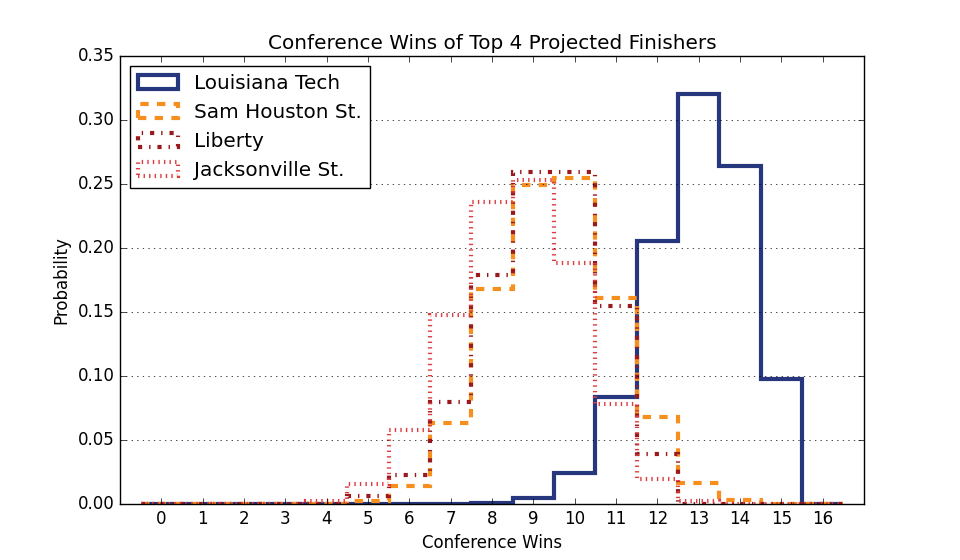 Conference Wins of Top 4 Projected Finishers
Louisiana Tech
Sam Houston St.
Liberty
Jacksonville St.
0.35
0.30
0.25
0.20
0.15
0.10
0.05
0.00
Probability
0 1 2 3 4 5 6 7 8 9 10 11 12 13 14 15 16
Conference Wins